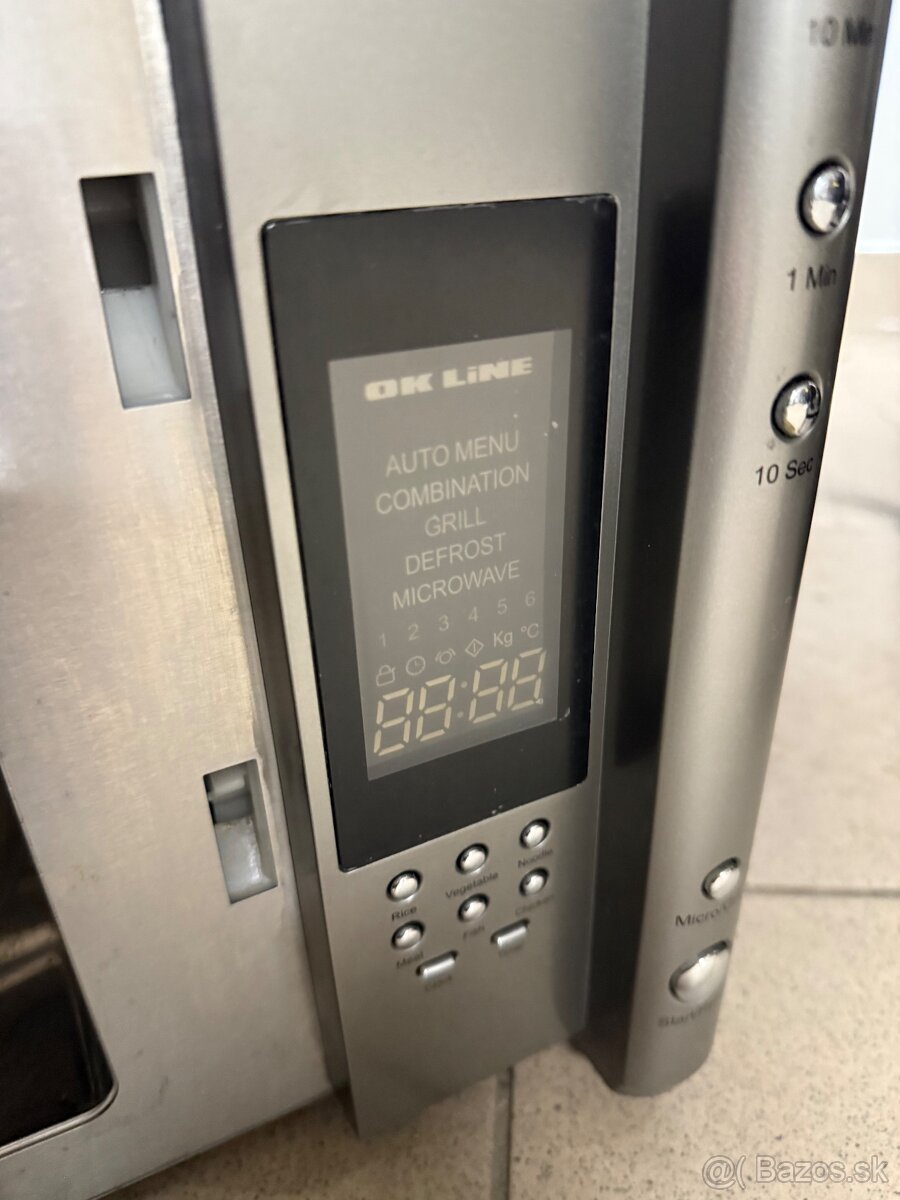 10 Min
1 Min
10 Sec
OK LiNE
AUTO MENU
COMBINATION
GRILL
DEFROST
MICROWAVE
1 2 3 4 5 6
Kg °C
88:88
Rice Vegetable Noodle
Meat Fish Chicken
@( Bazos.sk